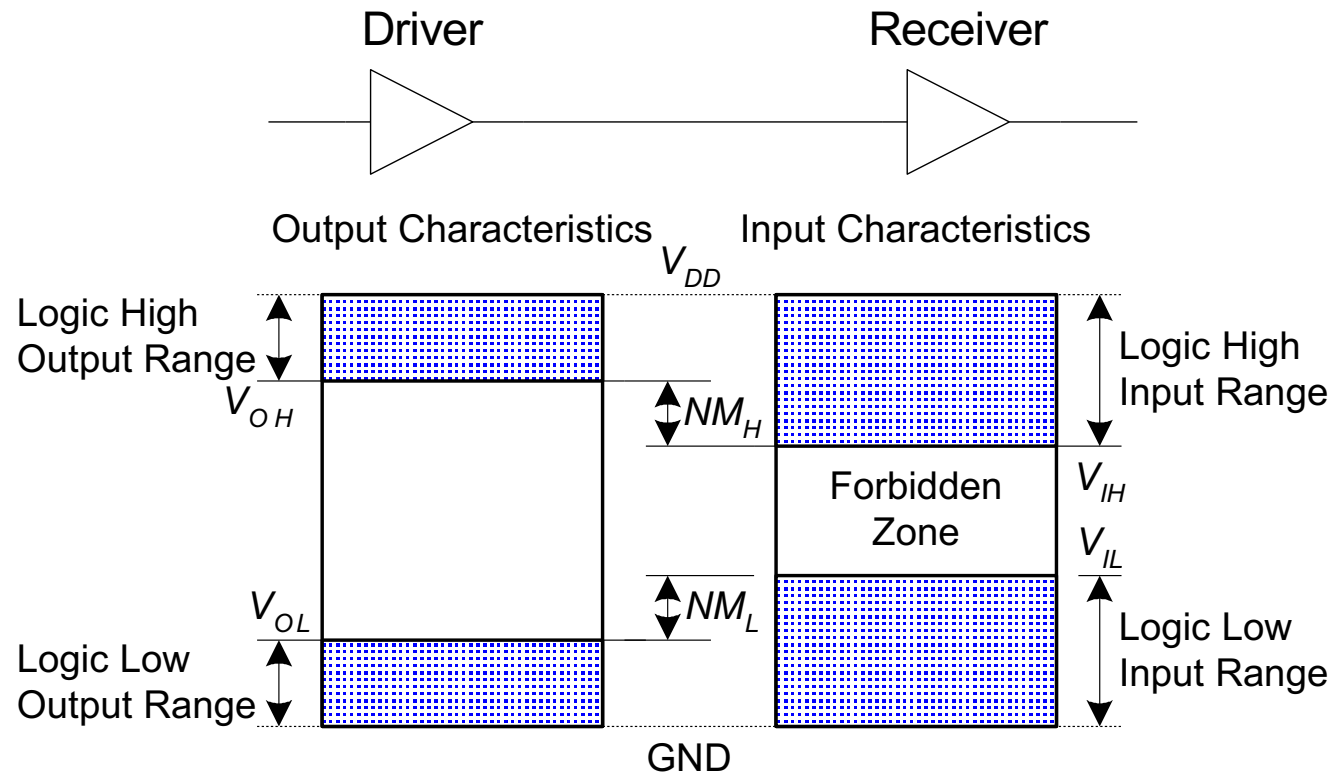 Driver
Receiver
Output Characteristics
Input Characteristics
V_DD
Logic High
Output Range
V_OH
NM_H
Logic High
Input Range
Forbidden
Zone
V_IH
V_IL
V_OL
NM_L
Logic Low
Output Range
Logic Low
Input Range
GND